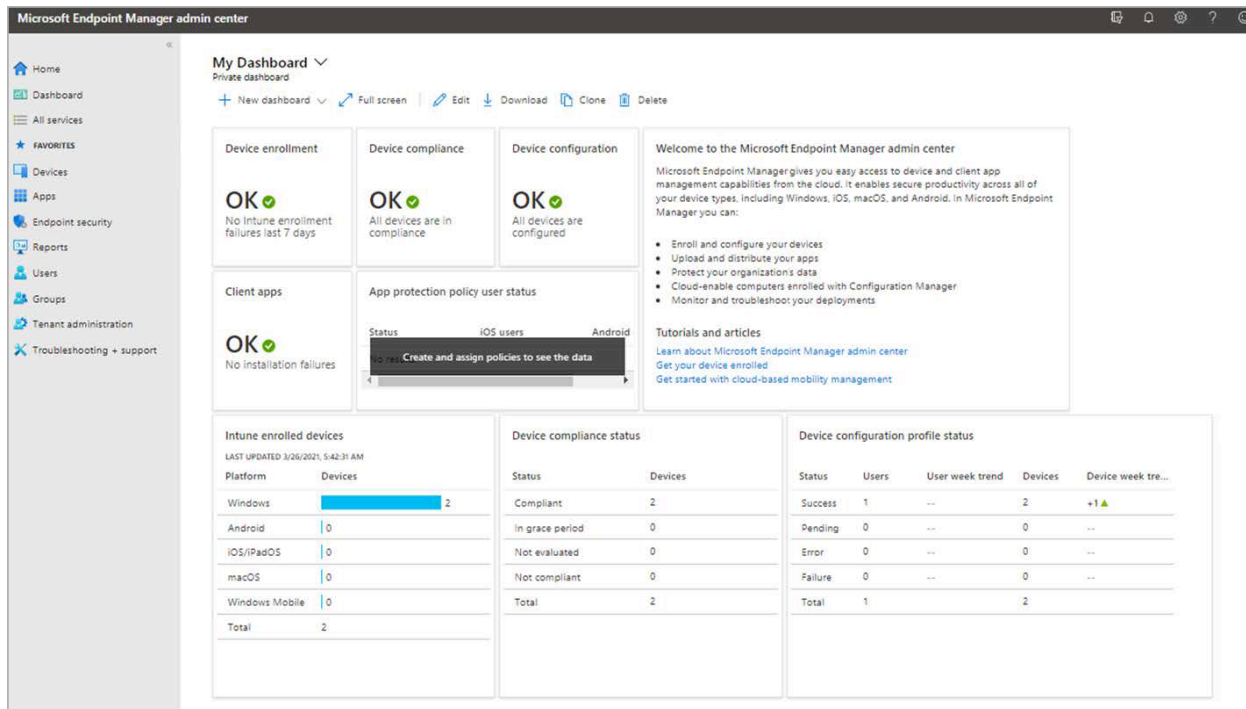 Microsoft Endpoint Manager admin center
«
Home
Dashboard
All services
FAVORITES
Devices
Apps
Endpoint security
Reports
Users
Groups
Tenant administration
Troubleshooting + support
My Dashboard
Private dashboard
New dashboard Full screen Edit Download Clone Delete
Device enrollment
OK
No Intune enrollment
failures last 7 days
Device compliance
OK
All devices are in
compliance
Device configuration
OK
All devices are
configured
Welcome to the Microsoft Endpoint Manager admin center
Microsoft Endpoint Manager gives you easy access to device and client app
management capabilities from the cloud. It enables secure productivity across all of
your device types, including Windows, iOS, macOS, and Android. In Microsoft Endpoint
Manager you can:
• Enroll and configure your devices
• Upload and distribute your apps
• Protect your organization's data
• Cloud-enable computers enrolled with Configuration Manager
• Monitor and troubleshoot your deployments
Tutorials and articles
Learn about Microsoft Endpoint Manager admin center
Get your device enrolled
Get started with cloud-based mobility management
Client apps
OK
No installation failures
App protection policy user status
Status iOS users Android
Create and assign policies to see the data
Intune enrolled devices
LAST UPDATED 3/26/2021, 5:42:31 AM
Platform Devices
Windows 2
Android 0
iOS/iPadOS 0
macOS 0
Windows Mobile 0
Total 2
Device compliance status
Status Devices
Compliant 2
In grace period 0
Not evaluated 0
Not compliant 0
Total 2
Device configuration profile status
Status Users User week trend Devices Device week tre...
Success 1 -- 2 +1
Pending 0 -- 0 --
Error 0 -- 0 --
Failure 0 -- 0 --
Total 1 2